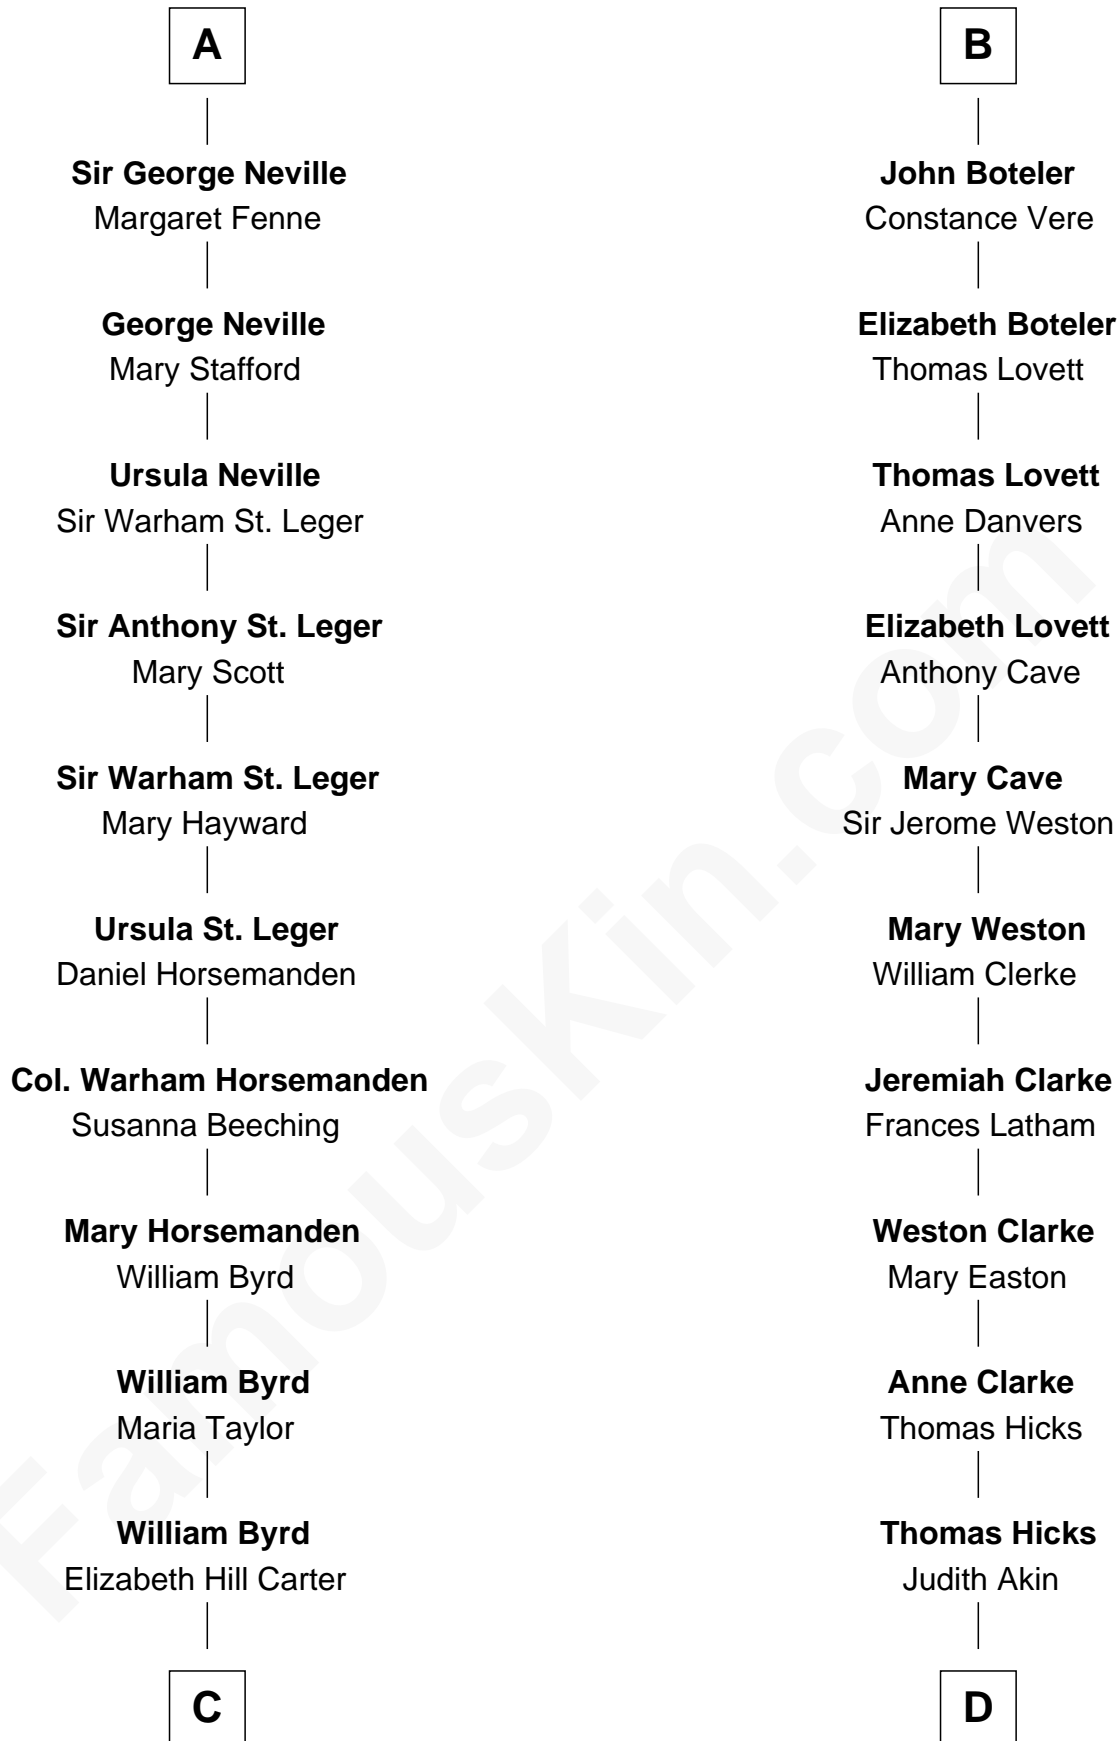 A
Sir George Neville
Margaret Fenne
George Neville
Mary Stafford
Ursula Neville
Sir Warham St. Leger
Sir Anthony St. Leger
Mary Scott
Sir Warham St. Leger
Mary Hayward
Ursula St. Leger
Daniel Horsemanden
Col. Warham Horsemanden
Susanna Beeching
Mary Horsemanden
William Byrd
William Byrd
Maria Taylor
William Byrd
Elizabeth Hill Carter
C
B
John Boteler
Constance Vere
Elizabeth Boteler
Thomas Lovett
Thomas Lovett
Anne Danvers
Elizabeth Lovett
Anthony Cave
Mary Cave
Sir Jerome Weston
Mary Weston
William Clerke
Jeremiah Clarke
Frances Latham
Weston Clarke
Mary Easton
Anne Clarke
Thomas Hicks
Thomas Hicks
Judith Akin
D
FamousKin.com